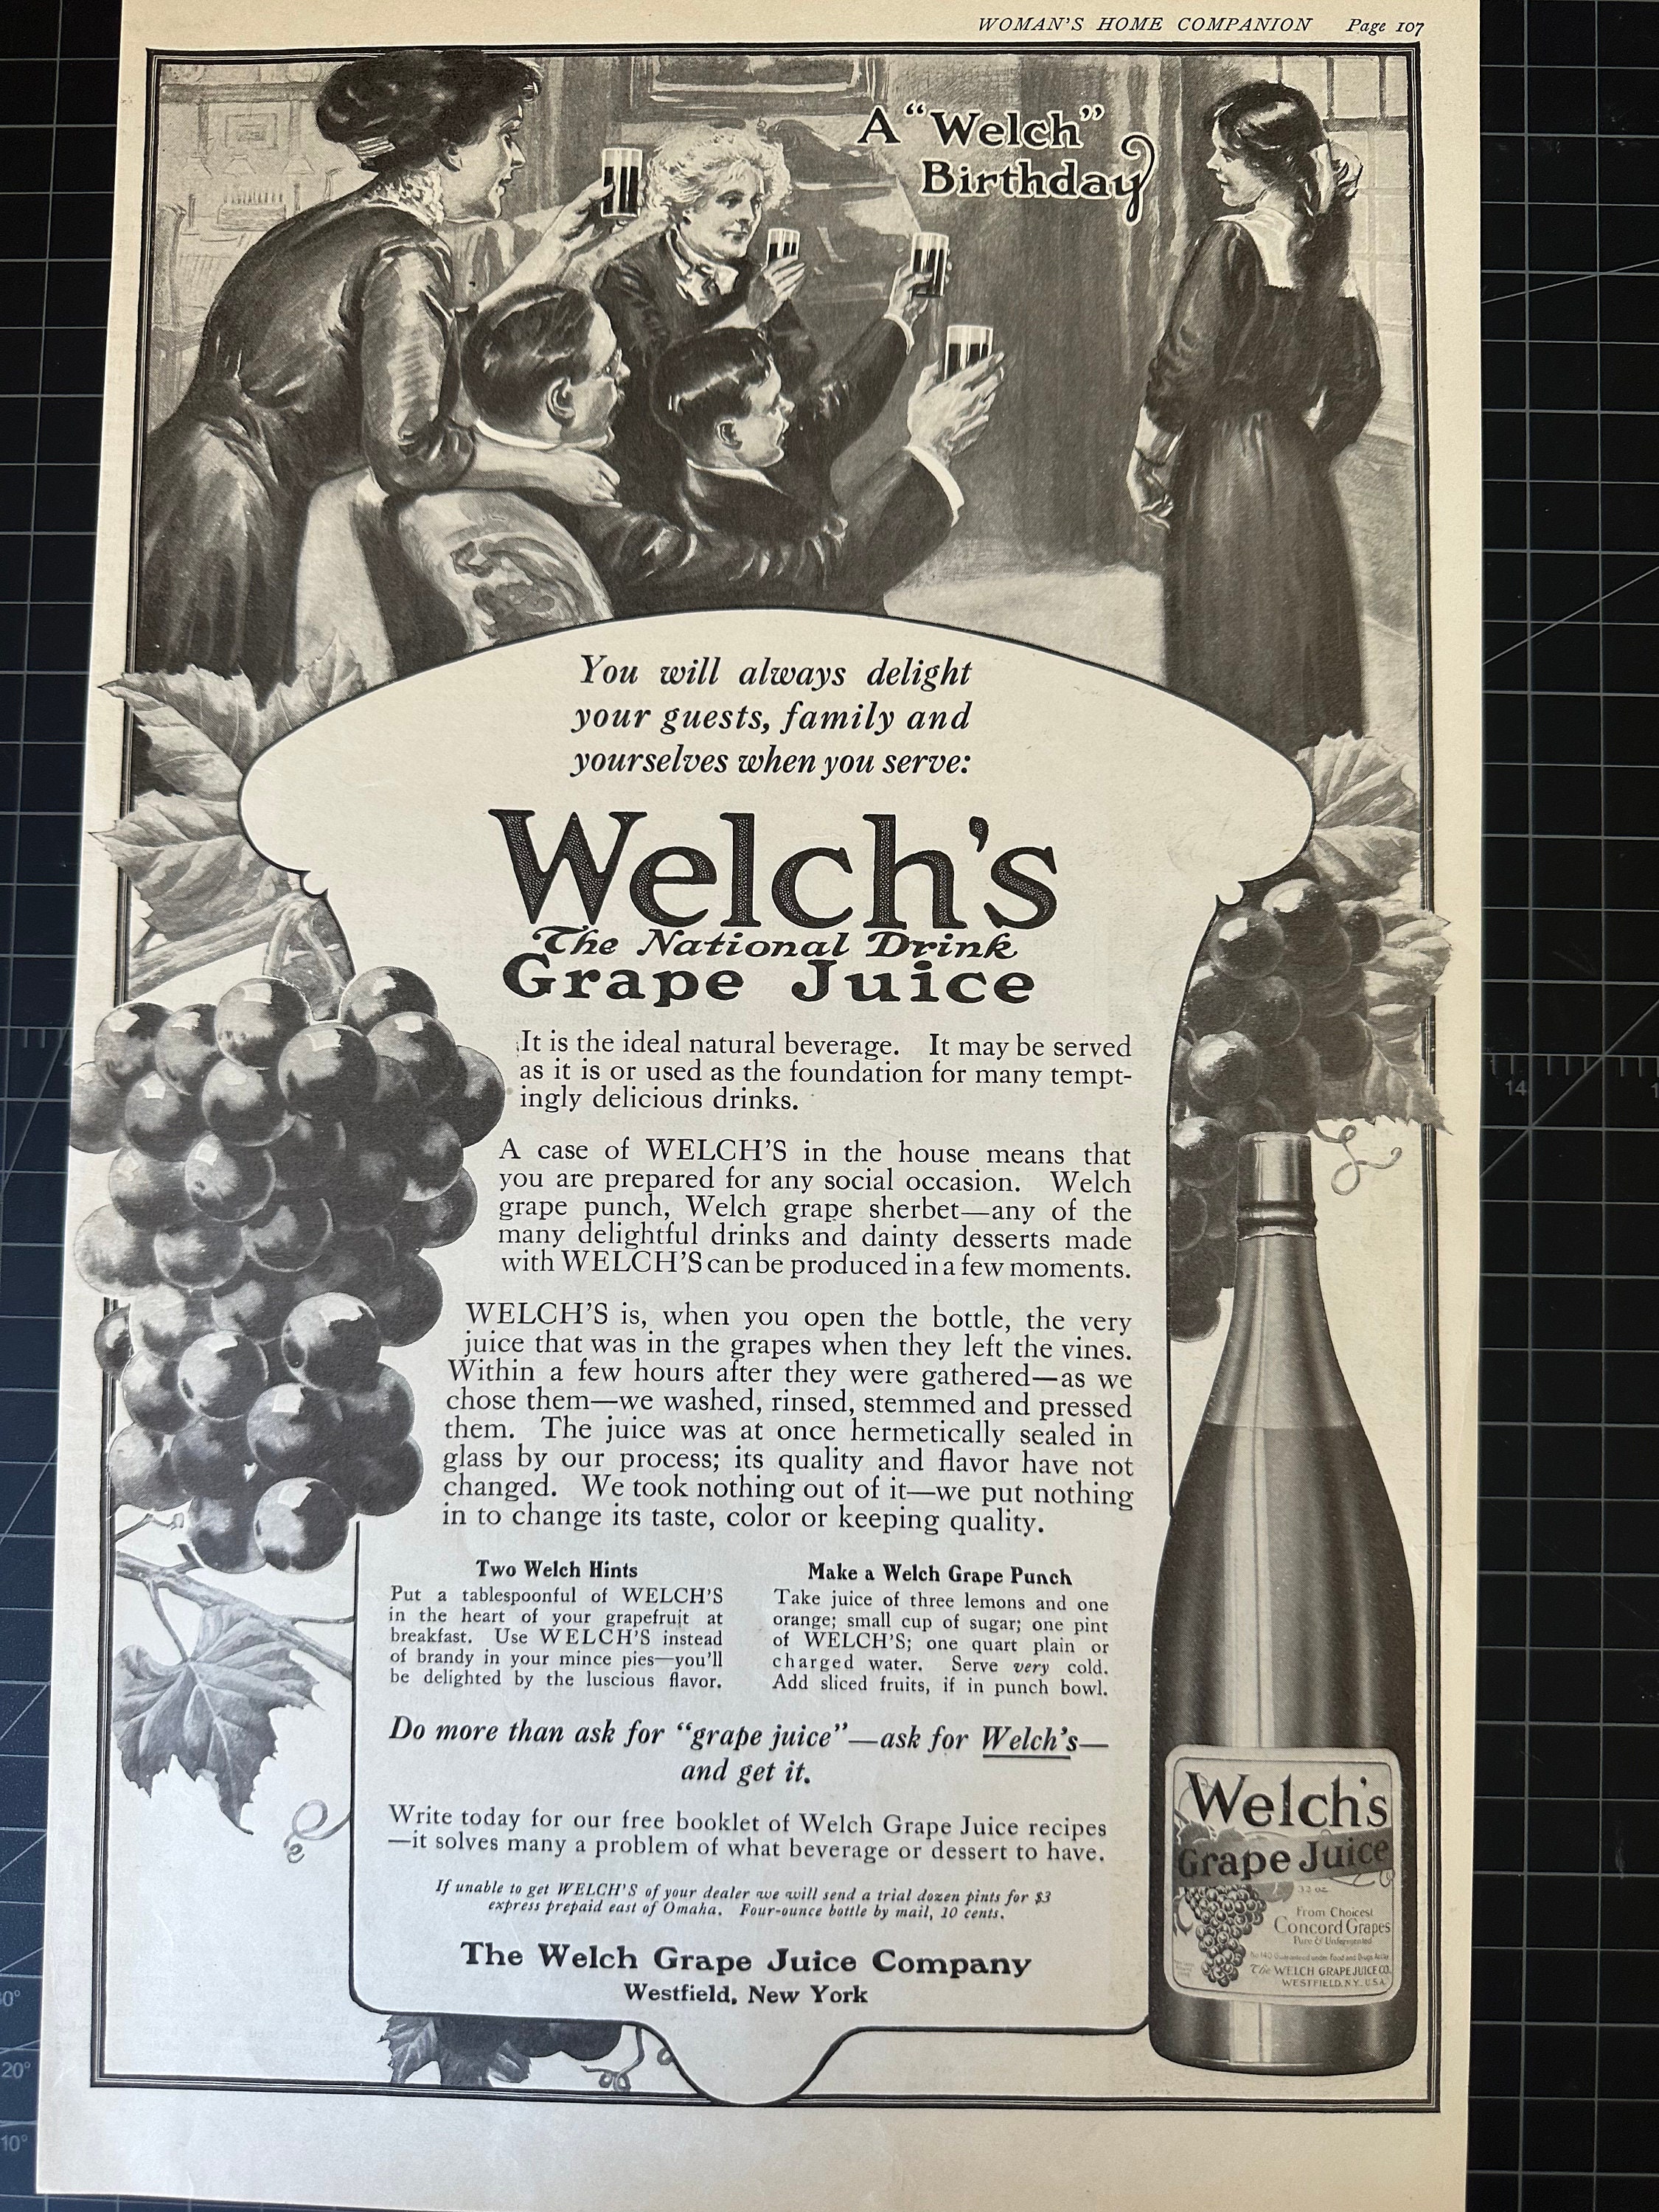 WOMAN'S HOME COMPANION Page 107
A "Welch"
Birthday
You will always delight
your guests, family and
yourselves when you serve:
Welch's
The National Drink
Grape Juice
It is the ideal natural beverage. It may be served
as it is or used as the foundation for many tempt-
ingly delicious drinks.
A case of WELCH'S in the house means that
you are prepared for any social occasion. Welch
grape punch, Welch grape sherbet—any of the
many delightful drinks and dainty desserts made
with WELCH'S can be produced in a few moments.
WELCH'S is, when you open the bottle, the very
juice that was in the grapes when they left the vines.
Within a few hours after they were gathered—as we
chose them—we washed, rinsed, stemmed and pressed
them. The juice was at once hermetically sealed in
glass by our process; its quality and flavor have not
changed. We took nothing out of it—we put nothing
in to change its taste, color or keeping quality.
Two Welch Hints
Put a tablespoonful of WELCH'S
in the heart of your grapefruit at
breakfast. Use WELCH'S instead
of brandy in your mince pies—you'll
be delighted by the luscious flavor.
Make a Welch Grape Punch
Take juice of three lemons and one
orange; small cup of sugar; one pint
of WELCH'S; one quart plain or
charged water. Serve very cold.
Add sliced fruits, if in punch bowl.
Do more than ask for "grape juice"—ask for Welch's—
and get it.
Write today for our free booklet of Welch Grape Juice recipes
—it solves many a problem of what beverage or dessert to have.
If unable to get WELCH'S of your dealer we will send a trial dozen pints for $3
express prepaid east of Omaha. Four-ounce bottle by mail, 10 cents.
The Welch Grape Juice Company
Westfield, New York
Welch's
Grape Juice
32 oz.
From Choicest
Concord Grapes
Pure & Unfermented
Guaranteed under Food and Drugs Act
The WELCH GRAPE JUICE CO.
WESTFIELD, N.Y., U.S.A.
14
20°
10°